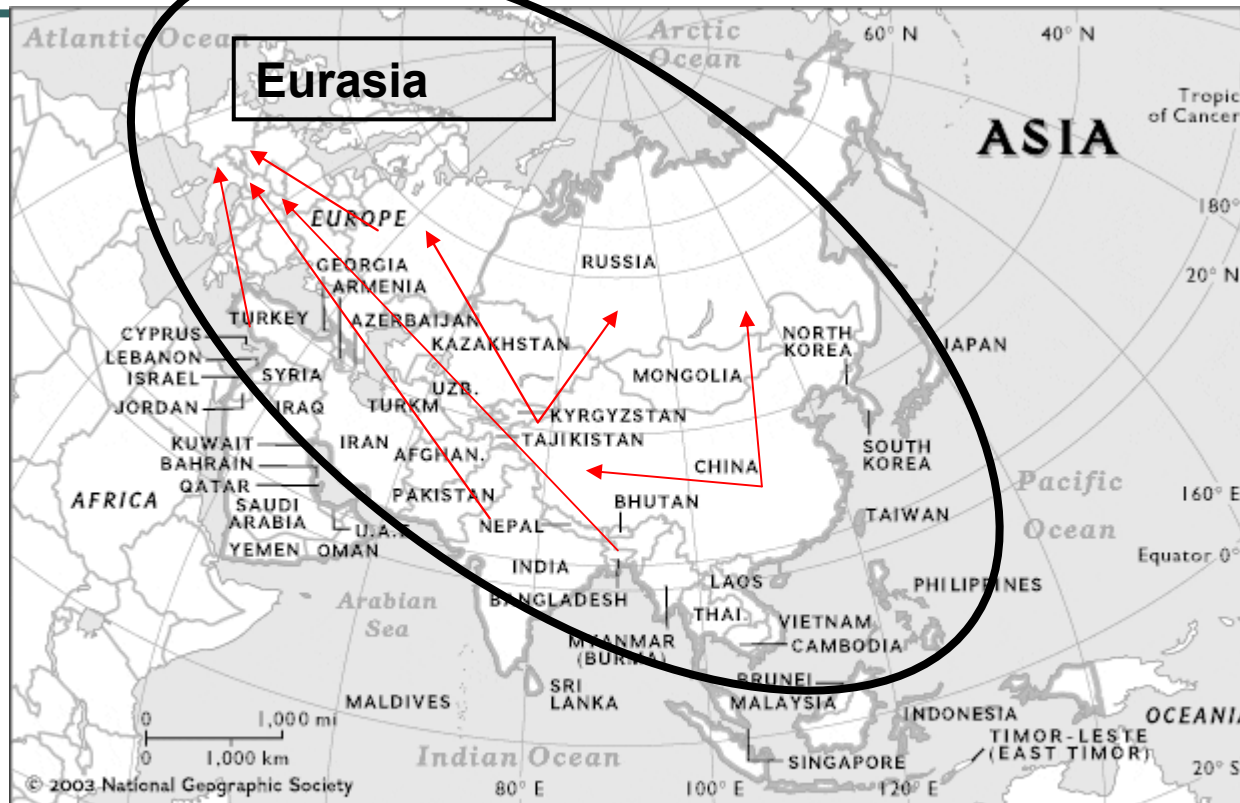 Atlantic Ocean
Arctic
Ocean
60° N
40° N
Eurasia
Tropic
of Cancer
ASIA
180°
EUROPE
20° N
RUSSIA
GEORGIA
ARMENIA
TURKEY
AZERBAIJAN
CYPRUS
LEBANON
ISRAEL
JORDAN
SYRIA
IRAQ
KAZAKHSTAN
UZB.
TURKM
NORTH
KOREA
JAPAN
MONGOLIA
KYRGYZSTAN
TAJIKISTAN
KUWAIT
BAHRAIN
QATAR
IRAN
AFGHAN.
CHINA
SOUTH
KOREA
AFRICA
SAUDI
ARABIA
U.A.E
YEMEN
OMAN
PAKISTAN
NEPAL
BHUTAN
TAIWAN
Pacific
Ocean
160° E
Equator 0°
INDIA
BANGLADESH
LAOS
THAI.
VIETNAM
CAMBODIA
PHILIPPINES
Arabian
Sea
MYANMAR
(BURMA)
BRUNEI
MALAYSIA
MALDIVES
SRI
LANKA
INDONESIA
OCEANIA
TIMOR-LESTE
(EAST TIMOR)
SINGAPORE
0
1,000 mi
0
1,000 km
Indian Ocean
© 2003 National Geographic Society
80° E
100° E
120° E
20° S